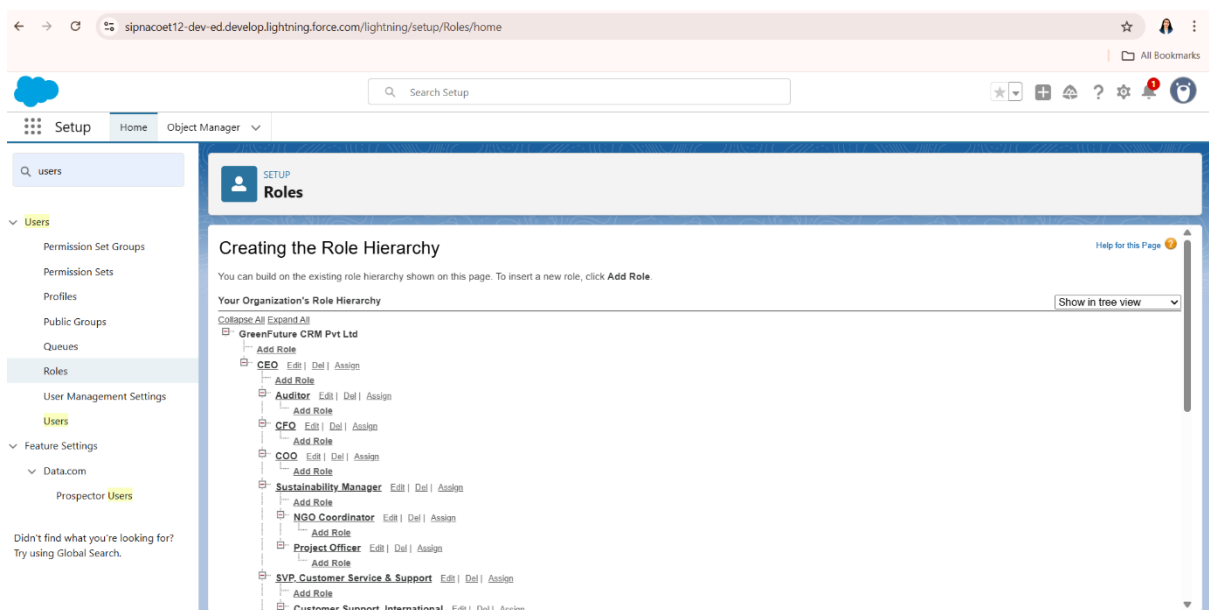 sipnacoet12-dev-ed.develop.lightning.force.com/lightning/setup/Roles/home
All Bookmarks
Search Setup
1
Setup Home Object Manager
users
SETUP
Roles
Users
Permission Set Groups
Permission Sets
Profiles
Public Groups
Queues
Roles
User Management Settings
Users
Feature Settings
Data.com
Prospector Users
Didn't find what you're looking for?
Try using Global Search.
Creating the Role Hierarchy
Help for this Page ?
You can build on the existing role hierarchy shown on this page. To insert a new role, click Add Role.
Your Organization's Role Hierarchy
Show in tree view
Collapse All Expand All
GreenFuture CRM Pvt Ltd
Add Role
CEO Edit | Del | Assign
Add Role
Auditor Edit | Del | Assign
Add Role
CFO Edit | Del | Assign
Add Role
COO Edit | Del | Assign
Add Role
Sustainability Manager Edit | Del | Assign
Add Role
NGO Coordinator Edit | Del | Assign
Add Role
Project Officer Edit | Del | Assign
Add Role
SVP, Customer Service & Support Edit | Del | Assign
Add Role
Customer Support, International Edit | Del | Assign